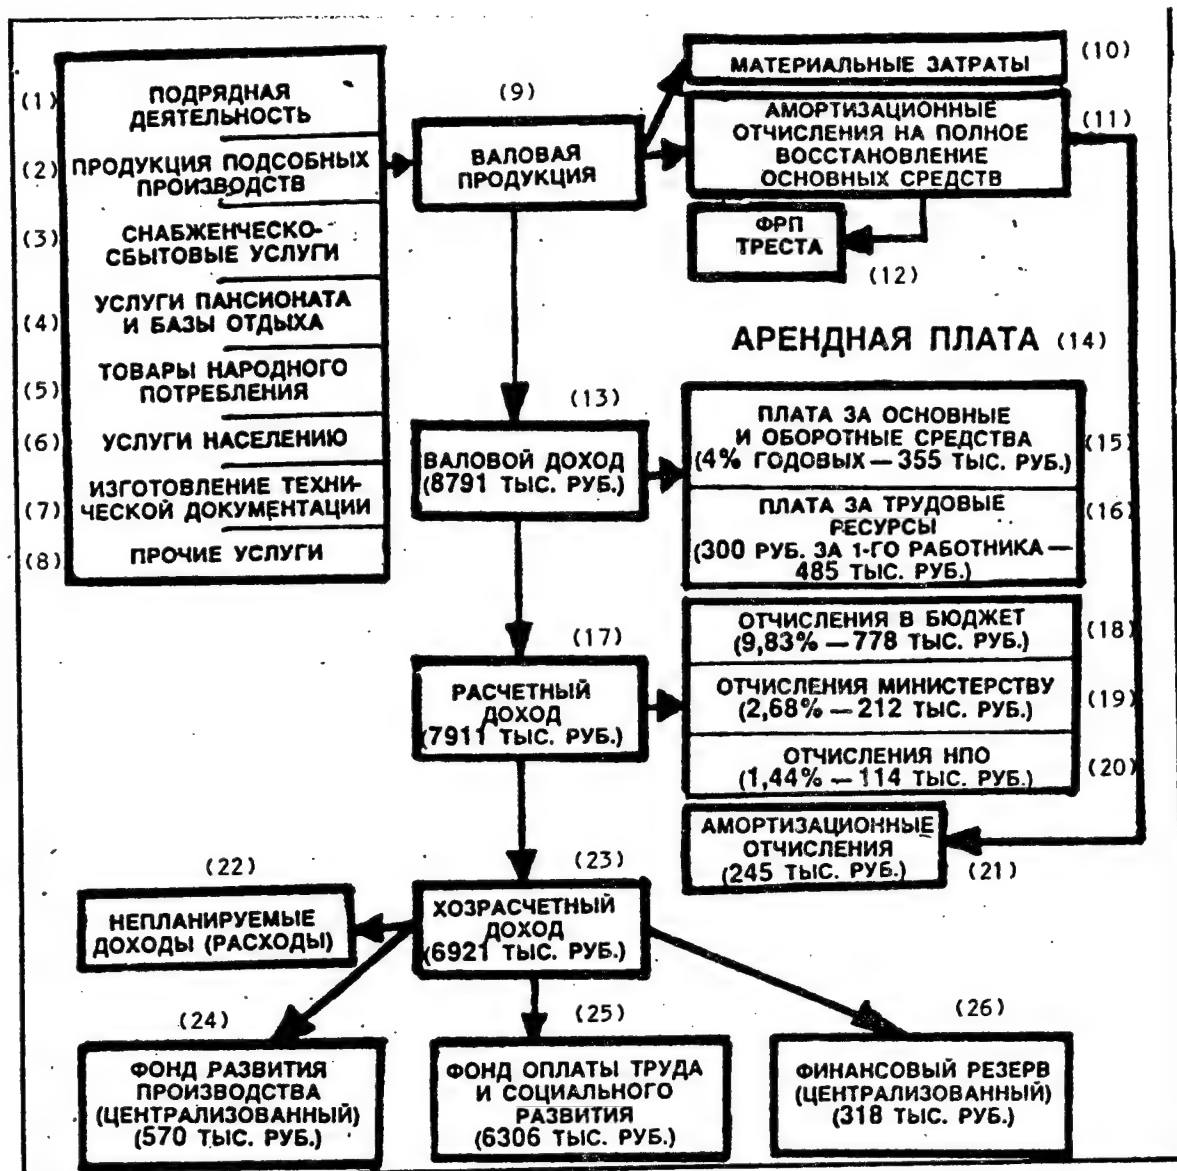 (1)
ПОДРЯДНАЯ
ДЕЯТЕЛЬНОСТЬ
(2)
ПРОДУКЦИЯ ПОДСОБНЫХ
ПРОИЗВОДСТВ
(3)
СНАБЖЕНЧЕСКО-
СБЫТОВЫЕ УСЛУГИ
(4)
УСЛУГИ ПАНСИОНАТА
И БАЗЫ ОТДЫХА
(5)
ТОВАРЫ НАРОДНОГО
ПОТРЕБЛЕНИЯ
(6)
УСЛУГИ НАСЕЛЕНИЮ
(7)
ИЗГОТОВЛЕНИЕ ТЕХНИ-
ЧЕСКОЙ ДОКУМЕНТАЦИИ
(8)
ПРОЧИЕ УСЛУГИ
(9)
ВАЛОВАЯ
ПРОДУКЦИЯ
(10)
МАТЕРИАЛЬНЫЕ ЗАТРАТЫ
(11)
АМОРТИЗАЦИОННЫЕ
ОТЧИСЛЕНИЯ НА ПОЛНОЕ
ВОССТАНОВЛЕНИЕ
ОСНОВНЫХ СРЕДСТВ
ФРП
ТРЕСТА
(12)
(13)
ВАЛОВОЙ ДОХОД
(8791 ТЫС. РУБ.)
АРЕНДНАЯ ПЛАТА (14)
ПЛАТА ЗА ОСНОВНЫЕ
И ОБОРОТНЫЕ СРЕДСТВА
(4% ГОДОВЫХ — 355 ТЫС. РУБ.)
(15)
ПЛАТА ЗА ТРУДОВЫЕ
РЕСУРСЫ
(300 РУБ. ЗА 1-ГО РАБОТНИКА —
485 ТЫС. РУБ.)
(16)
(17)
РАСЧЕТНЫЙ
ДОХОД
(7911 ТЫС. РУБ.)
ОТЧИСЛЕНИЯ В БЮДЖЕТ
(9,83% — 778 ТЫС. РУБ.)
(18)
ОТЧИСЛЕНИЯ МИНИСТЕРСТВУ
(2,68% — 212 ТЫС. РУБ.)
(19)
ОТЧИСЛЕНИЯ НПО
(1,44% — 114 ТЫС. РУБ.)
(20)
АМОРТИЗАЦИОННЫЕ
ОТЧИСЛЕНИЯ
(245 ТЫС. РУБ.)
(21)
(22)
НЕПЛАНИРУЕМЫЕ
ДОХОДЫ (РАСХОДЫ)
(23)
ХОЗРАСЧЕТНЫЙ
ДОХОД
(6921 ТЫС. РУБ.)
(24)
ФОНД РАЗВИТИЯ
ПРОИЗВОДСТВА
(ЦЕНТРАЛИЗОВАННЫЙ)
(570 ТЫС. РУБ.)
(25)
ФОНД ОПЛАТЫ ТРУДА
И СОЦИАЛЬНОГО
РАЗВИТИЯ
(6306 ТЫС. РУБ.)
(26)
ФИНАНСОВЫЙ РЕЗЕРВ
(ЦЕНТРАЛИЗОВАННЫЙ)
(318 ТЫС. РУБ.)